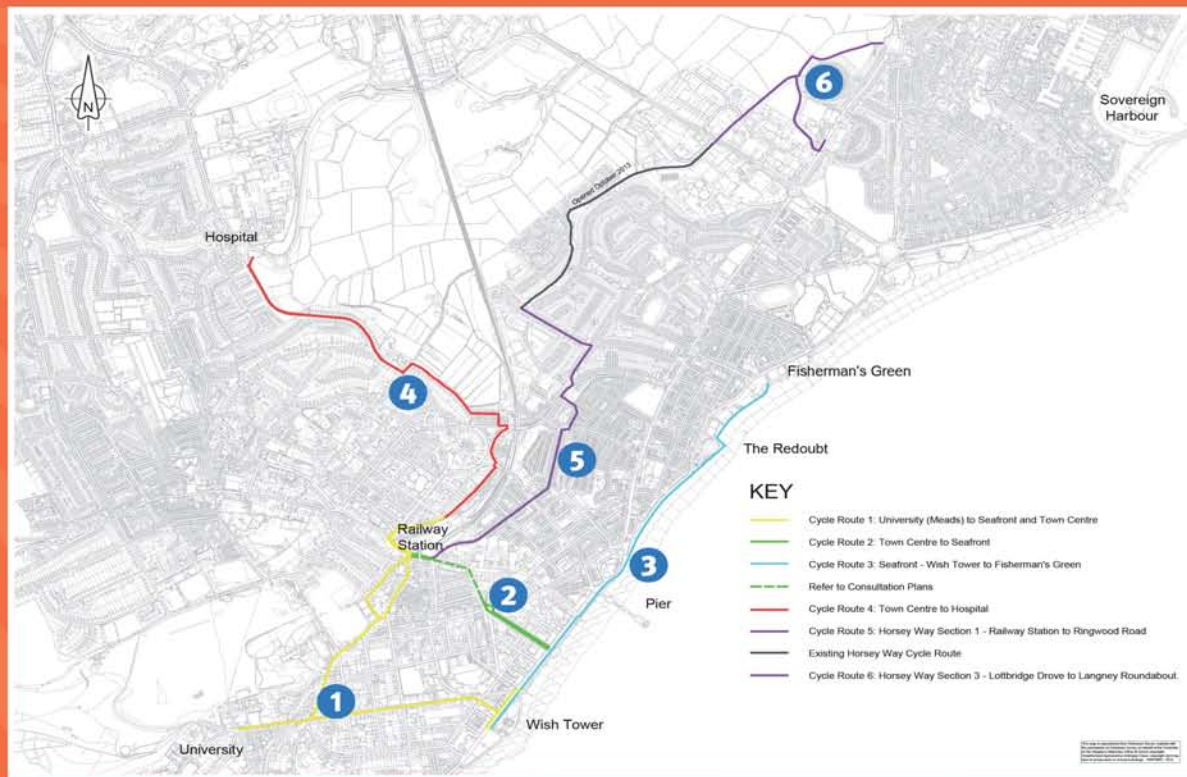 N
6
Sovereign
Harbour
Opened October 2013
Hospital
4
Fisherman's Green
5
The Redoubt
KEY
Cycle Route 1: University (Meads) to Seafront and Town Centre
Cycle Route 2: Town Centre to Seafront
Cycle Route 3: Seafront - Wish Tower to Fisherman's Green
Refer to Consultation Plans
Cycle Route 4: Town Centre to Hospital
Cycle Route 5: Horsey Way Section 1 - Railway Station to Ringwood Road
Existing Horsey Way Cycle Route
Cycle Route 6: Horsey Way Section 3 - Lottbridge Drove to Langney Roundabout.
Railway
Station
3
2
Pier
1
Wish Tower
University